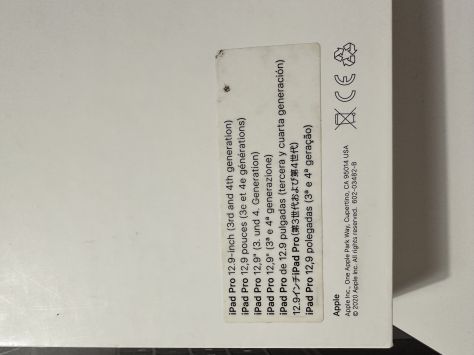 iPad Pro 12.9-inch (3rd and 4th generation)
iPad Pro 12,9 pouces (3e et 4e générations)
iPad Pro 12,9" (3. und 4. Generation)
iPad Pro 12,9" (3ª e 4ª generazione)
iPad Pro de 12.9 pulgadas (tercera y cuarta generación)
12.9インチiPad Pro(第3世代および第4世代)
iPad Pro 12,9 polegadas (3ª e 4ª geração)
Apple
Apple Inc., One Apple Park Way, Cupertino, CA 95014 USA
© 2020 Apple Inc. All rights reserved. 602-03482-B